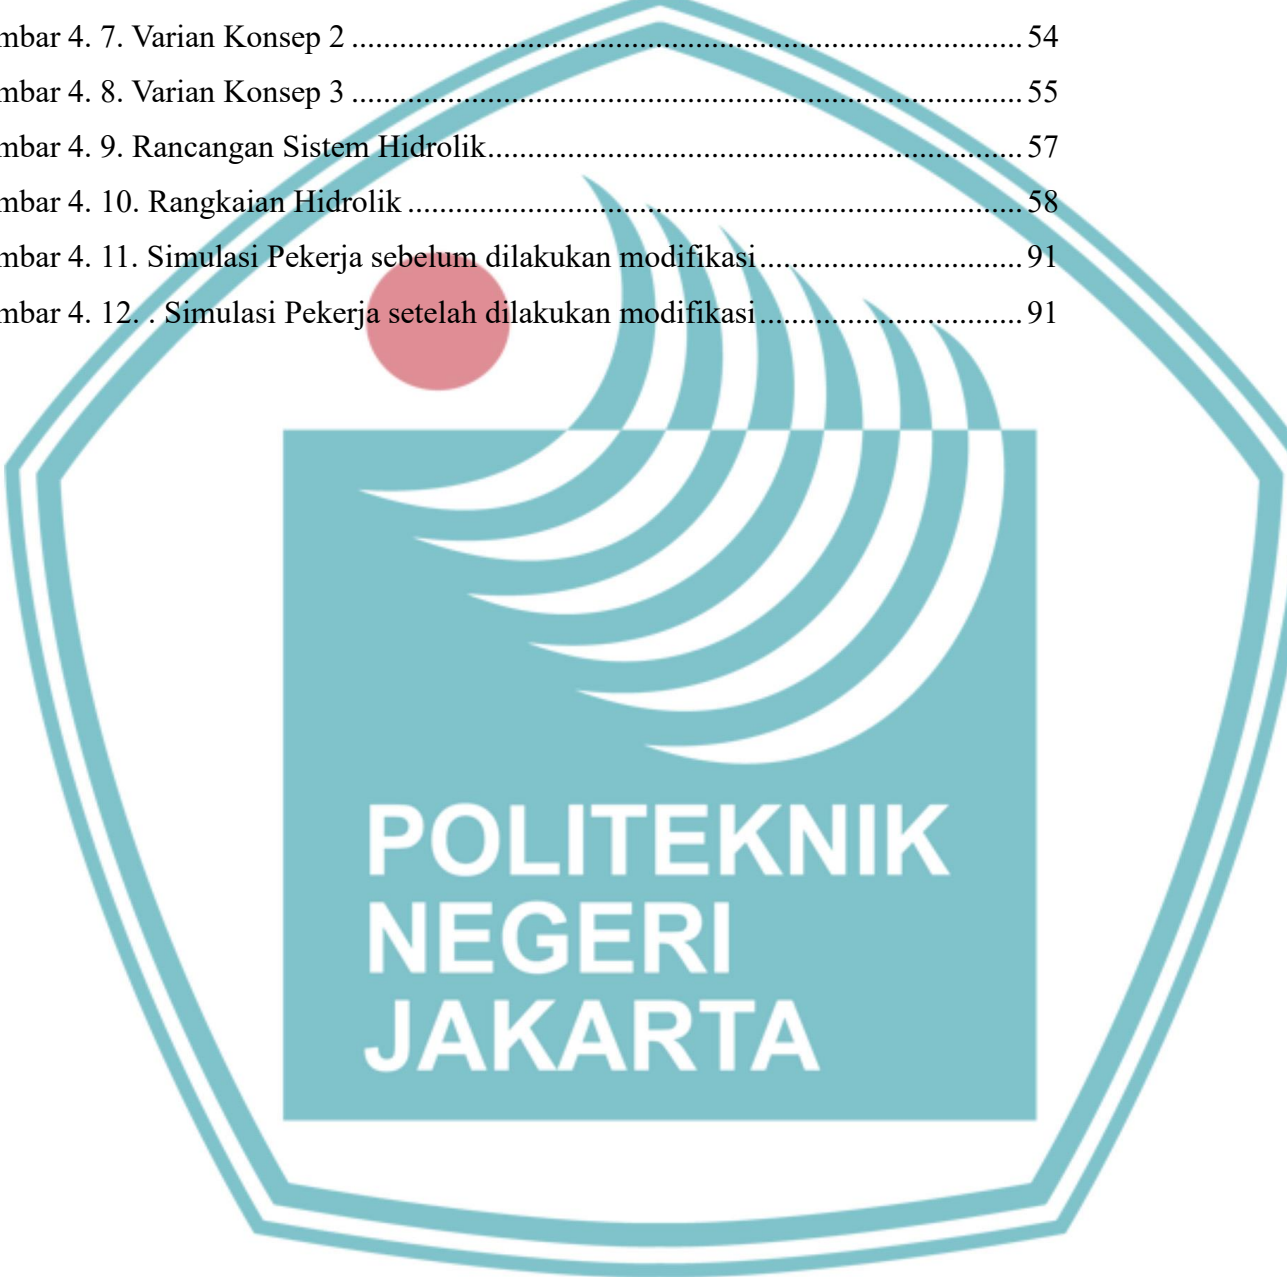 mbar 4. 7. Varian Konsep 2 ....................................................................................... 54
mbar 4. 8. Varian Konsep 3 ....................................................................................... 55
mbar 4. 9. Rancangan Sistem Hidrolik..................................................................... 57
mbar 4. 10. Rangkaian Hidrolik ................................................................................ 58
mbar 4. 11. Simulasi Pekerja sebelum dilakukan modifikasi .................................. 91
mbar 4. 12. . Simulasi Pekerja setelah dilakukan modifikasi .................................. 91
POLITEKNIK
NEGERI
JAKARTA